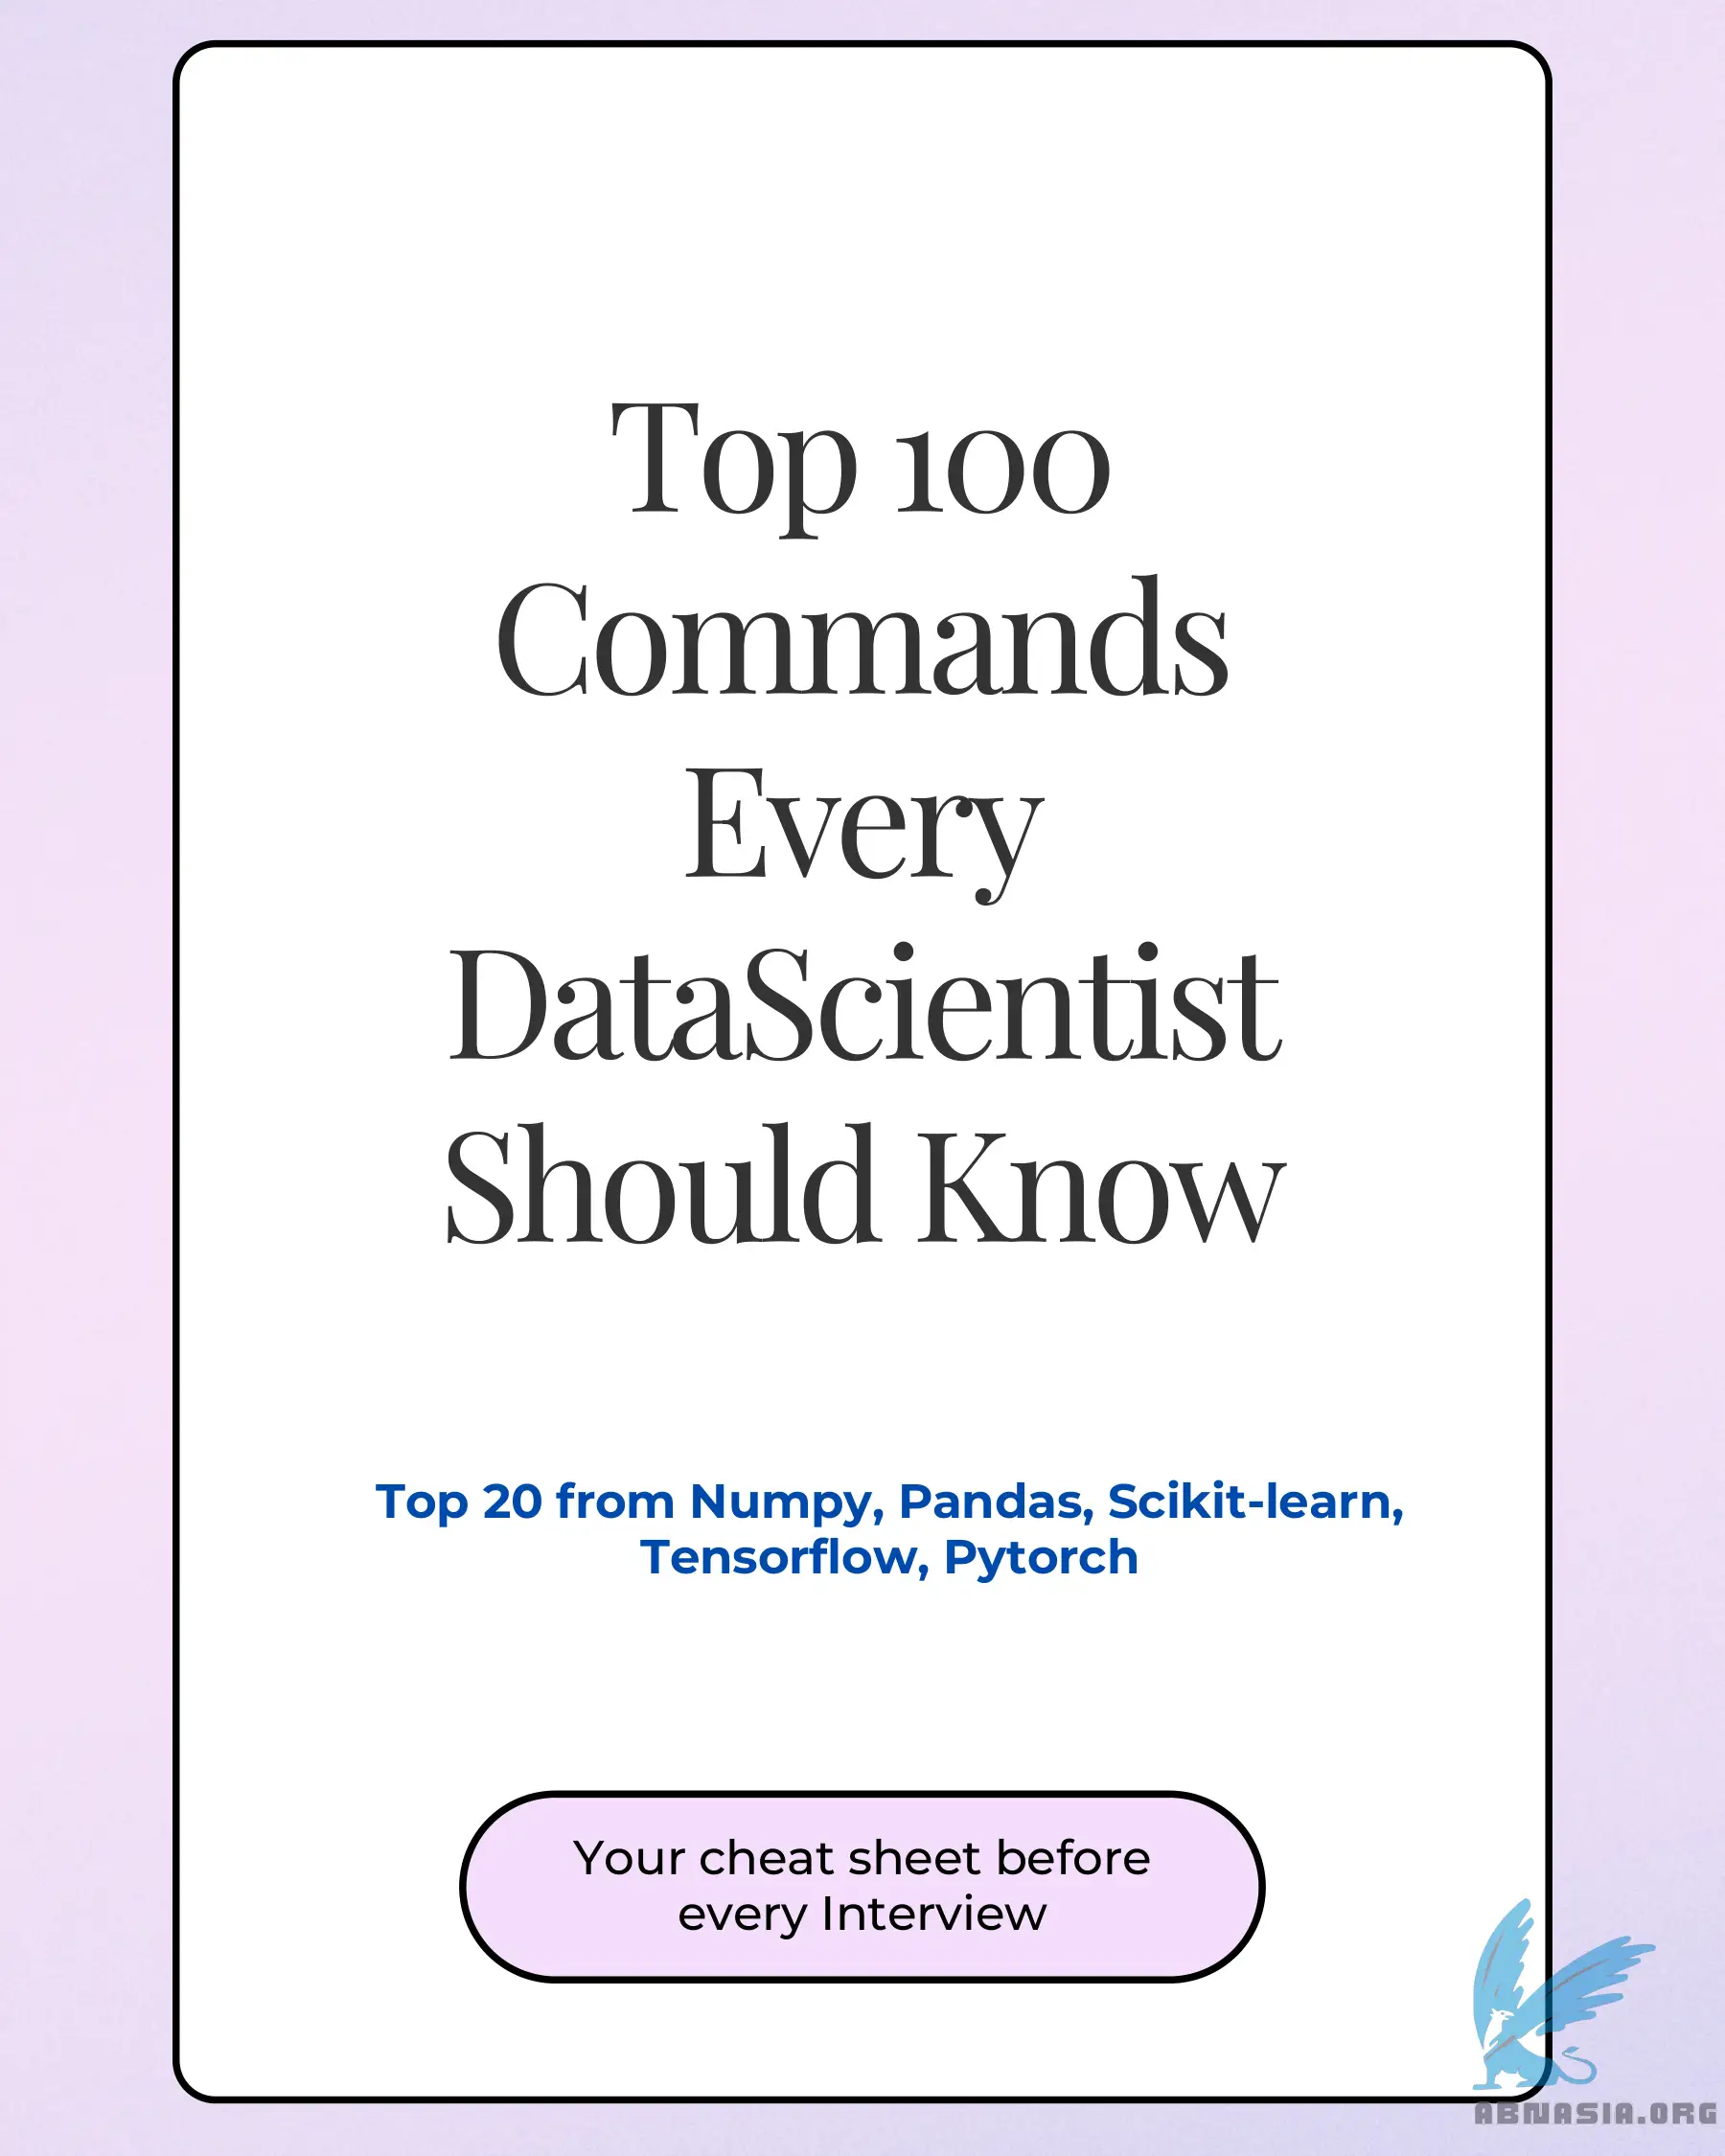 Top 100
Commands
Every
DataScientist
Should Know
Top 20 from Numpy, Pandas, Scikit-learn,
Tensorflow, Pytorch
Your cheat sheet before
every Interview
ABNASIA.ORG